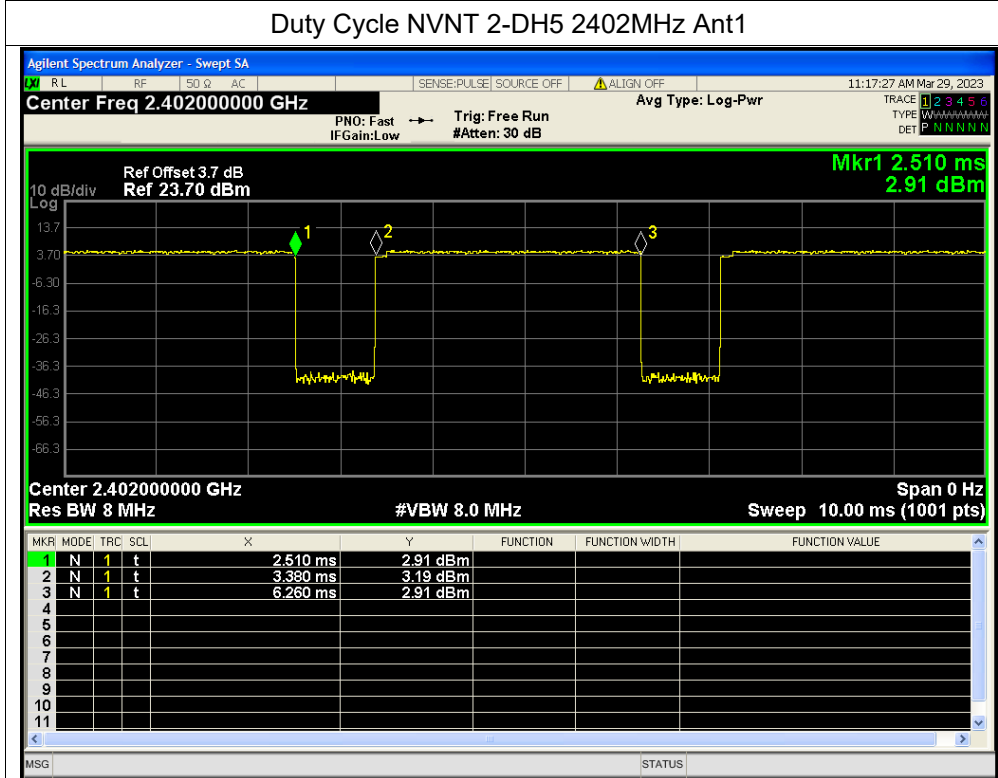 Duty Cycle NVNT 2-DH5 2402MHz Ant1
Agilent Spectrum Analyzer - Swept SA
LXI RL RF 50 Ω AC SENSE:PULSE SOURCE OFF ALIGN OFF 11:17:27 AM Mar 29, 2023
Center Freq 2.402000000 GHz Avg Type: Log-Pwr TRACE 1 2 3 4 5 6
PNO: Fast Trig: Free Run TYPE WWWWWW
IFGain:Low #Atten: 30 dB DET P N N N N N
Mkr1 2.510 ms
2.91 dBm
Ref Offset 3.7 dB
10 dB/div Ref 23.70 dBm
Log
13.7
3.70
-6.30
-16.3
-26.3
-36.3
-46.3
-56.3
-66.3
1 2 3
Center 2.402000000 GHz Span 0 Hz
Res BW 8 MHz #VBW 8.0 MHz Sweep 10.00 ms (1001 pts)
MKR MODE TRC SCL X Y FUNCTION FUNCTION WIDTH FUNCTION VALUE
1 N 1 t 2.510 ms 2.91 dBm
2 N 1 t 3.380 ms 3.19 dBm
3 N 1 t 6.260 ms 2.91 dBm
4
5
6
7
8
9
10
11
MSG STATUS